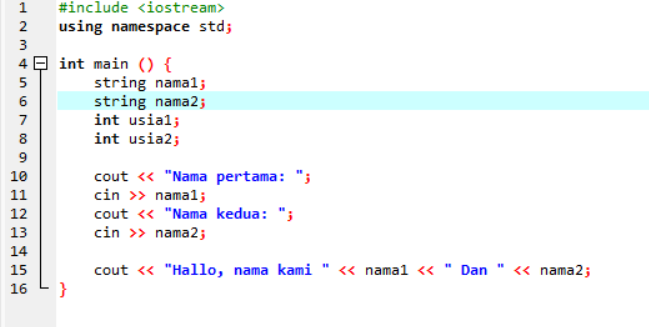 1 #include <iostream>
2 using namespace std;
3
4 int main () {
5 string nama1;
6 string nama2;
7 int usia1;
8 int usia2;
9
10 cout << "Nama pertama: ";
11 cin >> nama1;
12 cout << "Nama kedua: ";
13 cin >> nama2;
14
15 cout << "Hallo, nama kami " << nama1 << " Dan " << nama2;
16 }